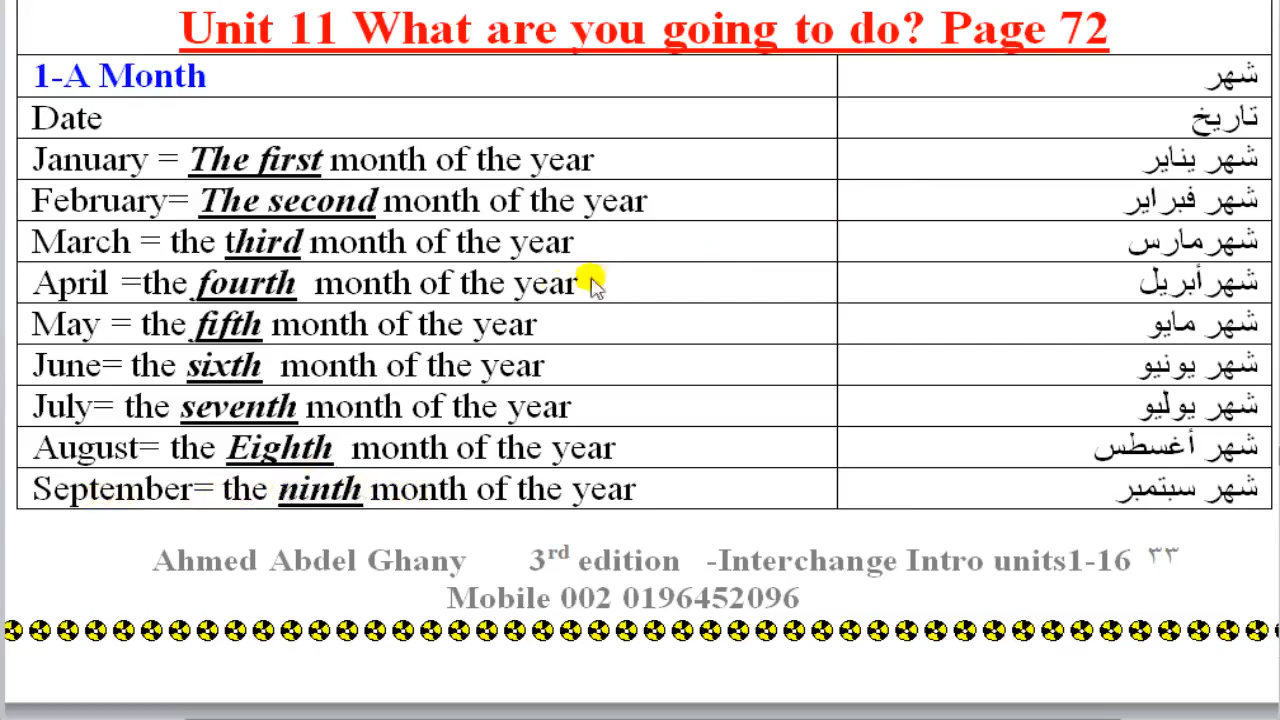 Unit 11 What are you going to do? Page 72
1-A Month شهر
Date تاريخ
January = The first month of the year شهر يناير
February= The second month of the year شهر فبراير
March = the third month of the year شهرمارس
April =the fourth month of the year شهرأبريل
May = the fifth month of the year شهر مايو
June= the sixth month of the year شهر يونيو
July= the seventh month of the year شهر يوليو
August= the Eighth month of the year شهر أغسطس
September= the ninth month of the year شهر سبتمبر
Ahmed Abdel Ghany 3rd edition -Interchange Intro units1-16 ٣٣
Mobile 002 0196452096